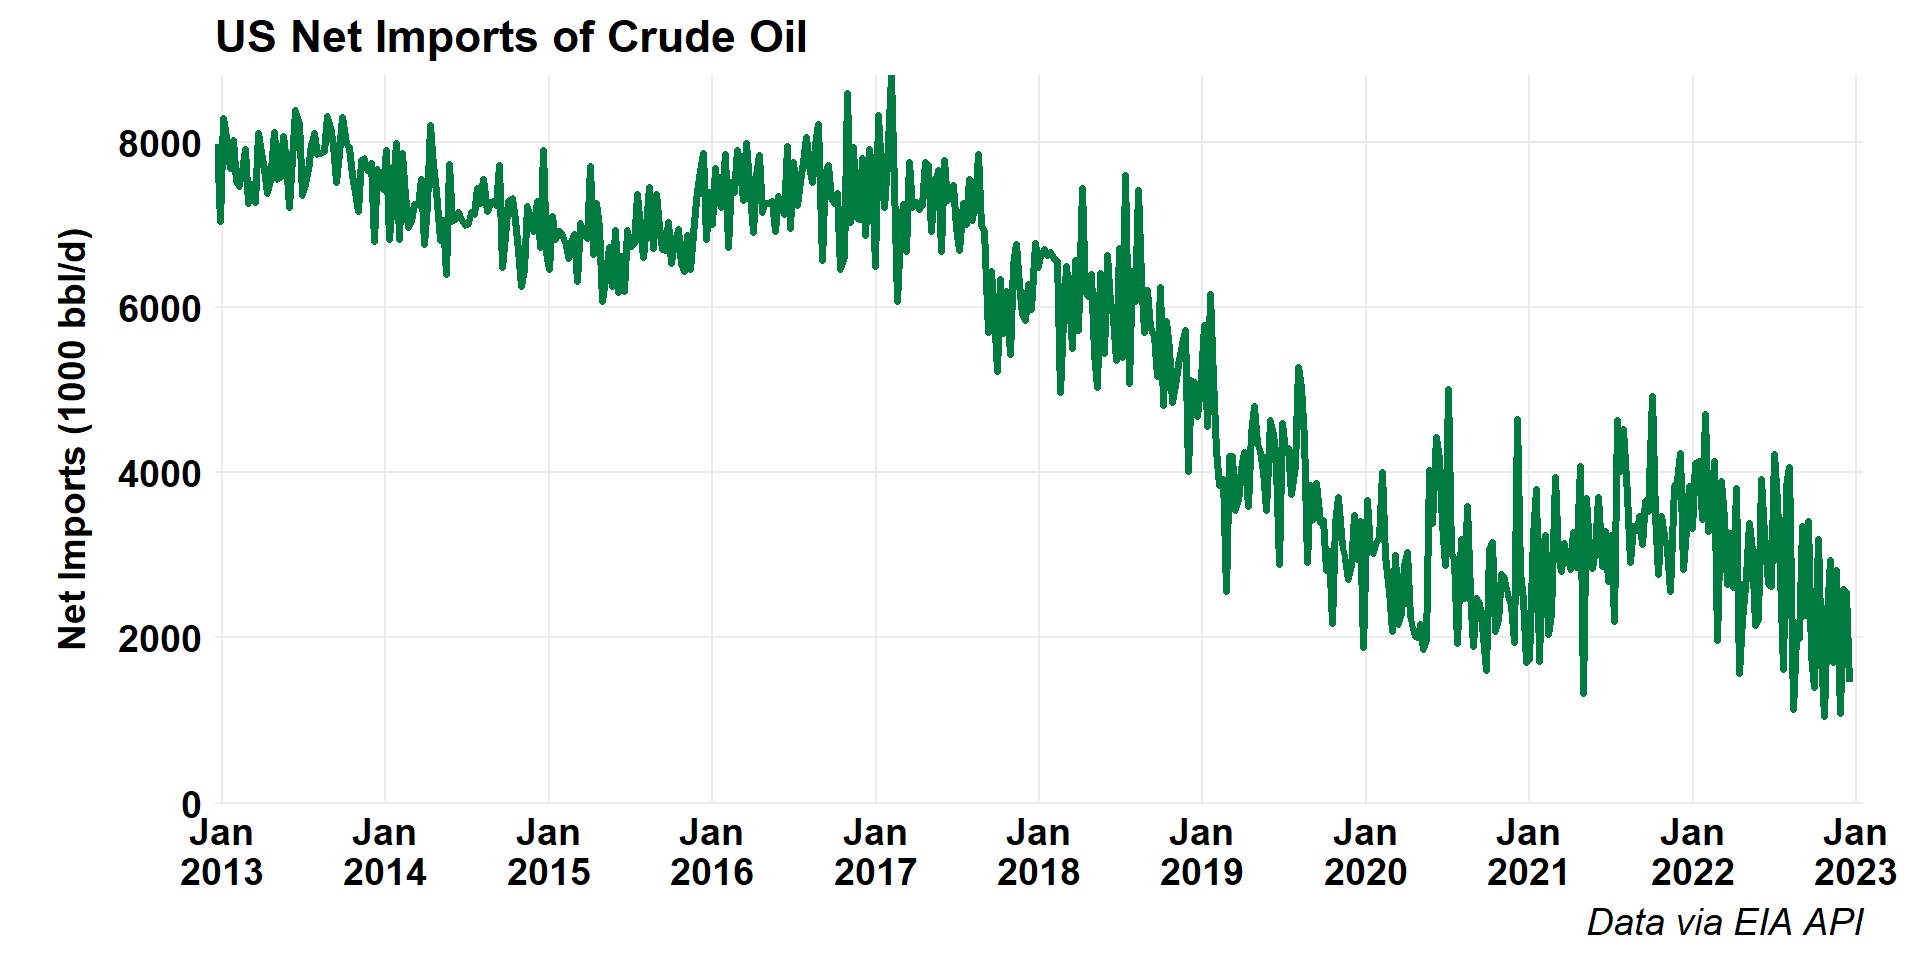 US Net Imports of Crude Oil
Net Imports (1000 bbl/d)
8000
6000
4000
2000
0
Jan Jan Jan Jan Jan Jan Jan Jan Jan Jan Jan
2013 2014 2015 2016 2017 2018 2019 2020 2021 2022 2023
Data via EIA API